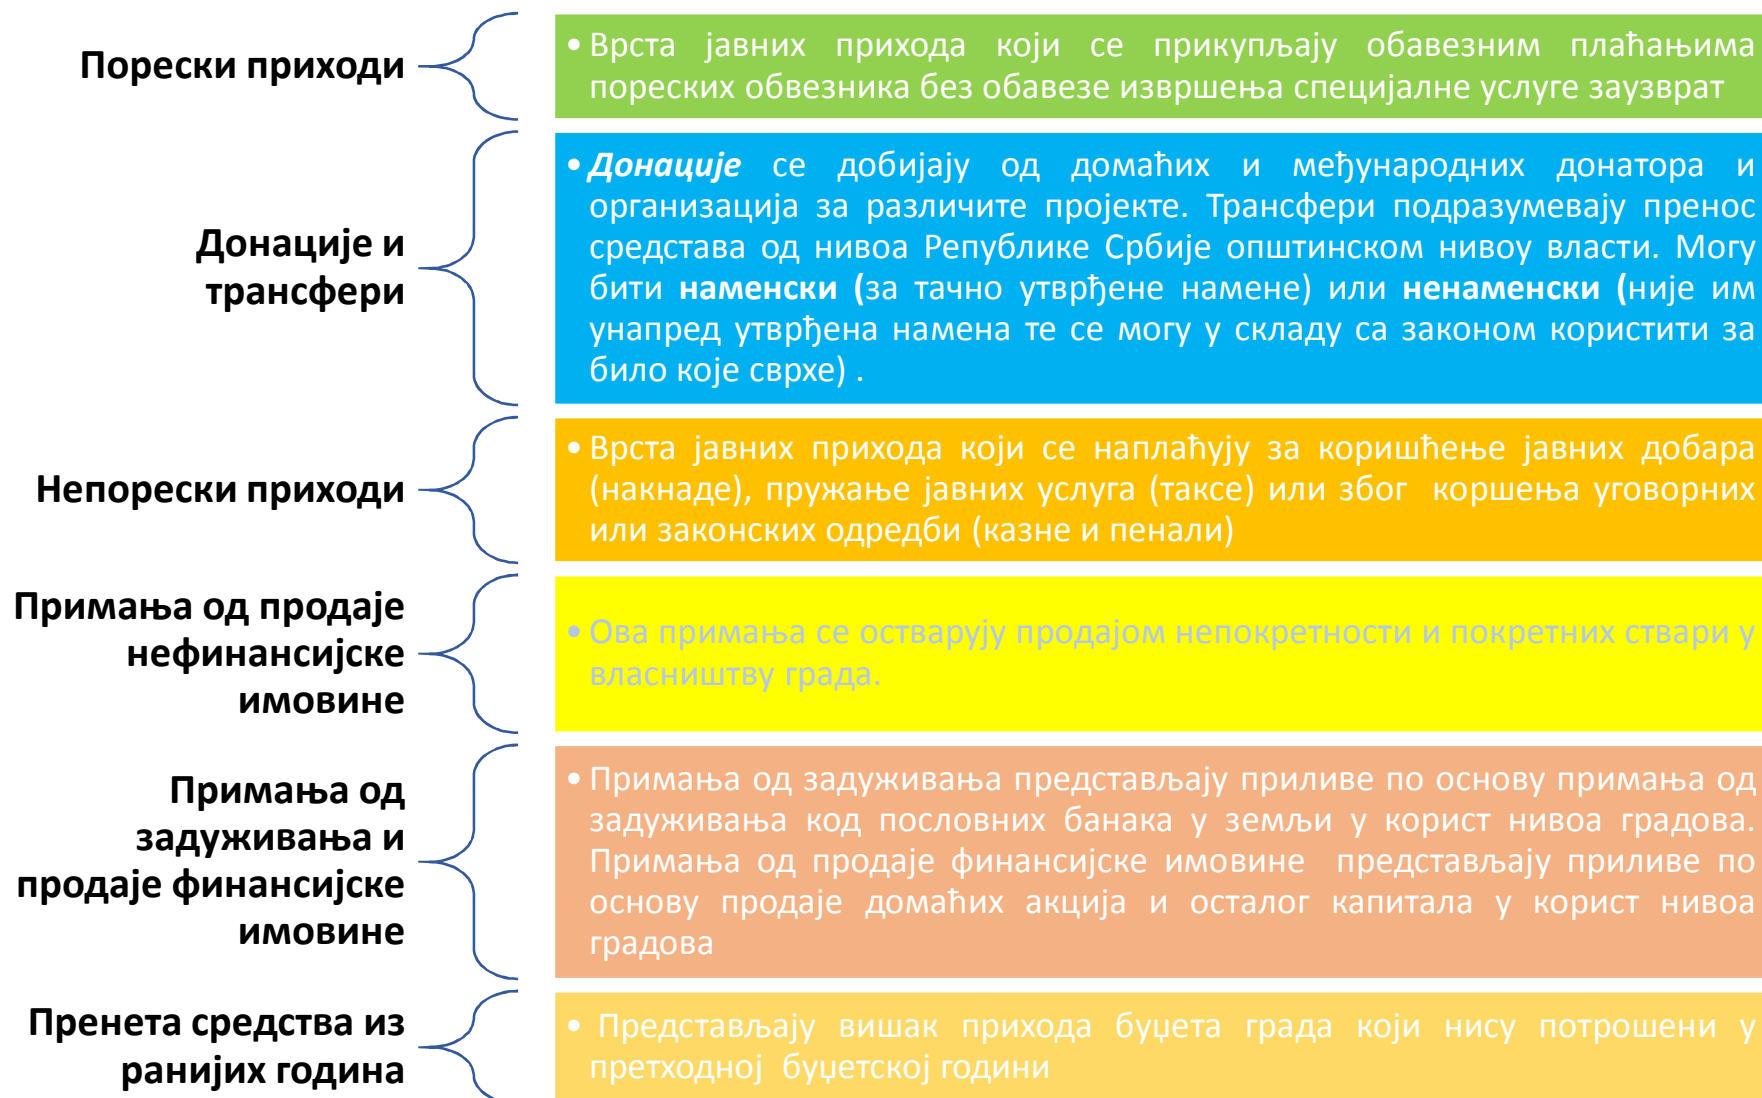 Порески приходи
• Врста јавних прихода који се прикупљају обавезним плаћањима
пореских обвезника без обавезе извршења специјалне услуге заузврат
Донације и
трансфери
• Донације се добијају од домаћих и међународних донатора и
организација за различите пројекте. Трансфери подразумевају пренос
средстава од нивоа Републике Србије општинском нивоу власти. Могу
бити наменски (за тачно утврђене намене) или ненаменски (није им
унапред утврђена намена те се могу у складу са законом користити за
било које сврхе) .
Непорески приходи
• Врста јавних прихода који се наплаћују за коришћење јавних добара
(накнаде), пружање јавних услуга (таксе) или због коршења уговорних
или законских одредби (казне и пенали)
Примања од продаје
нефинансијске
имовине
• Ова примања се остварују продајом непокретности и покретних ствари у
власништву града.
Примања од
задуживања и
продаје финансијске
имовине
• Примања од задуживања представљају приливе по основу примања од
задуживања код пословних банака у земљи у корист нивоа градова.
Примања од продаје финансијске имовине представљају приливе по
основу продаје домаћих акција и осталог капитала у корист нивоа
градова
Пренета средства из
ранијих година
• Представљају вишак прихода буџета града који нису потрошени у
претходној буџетској години